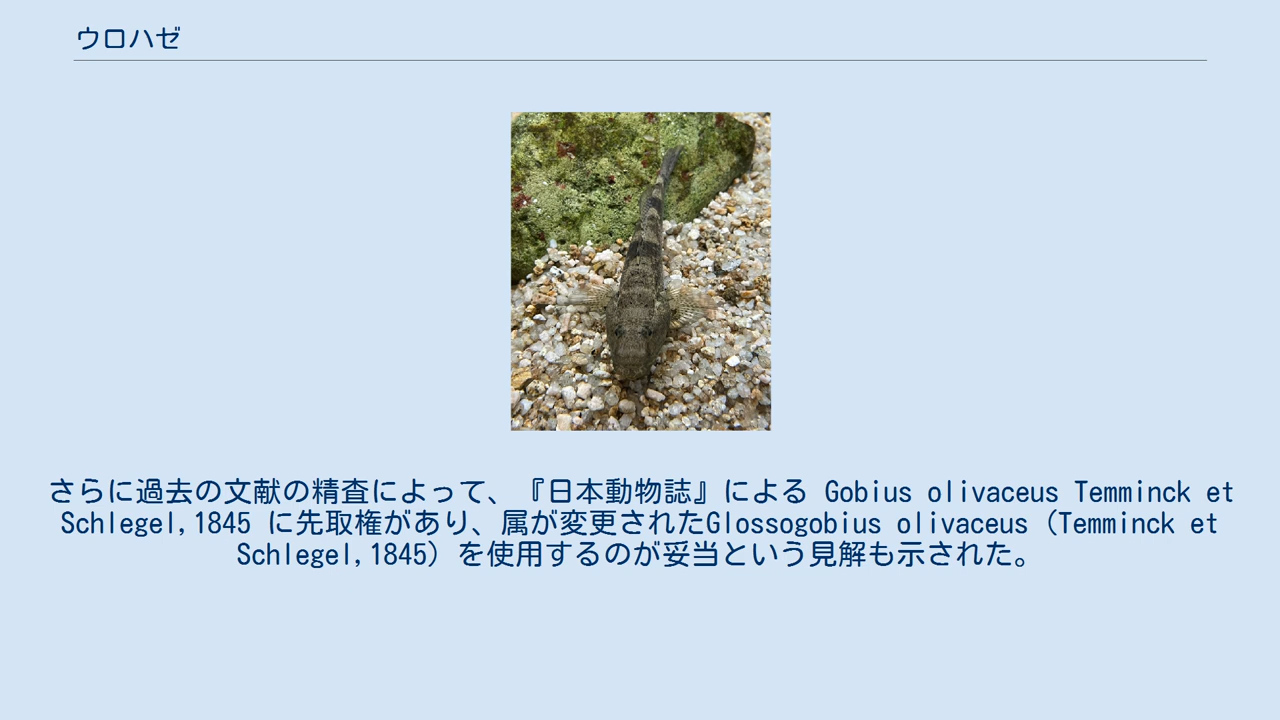 ウロハゼ
さらに過去の文献の精査によって、『日本動物誌』による Gobius olivaceus Temminck et
Schlegel,1845 に先取権があり、属が変更されたGlossogobius olivaceus（Temminck et
Schlegel,1845）を使用するのが妥当という見解も示された。